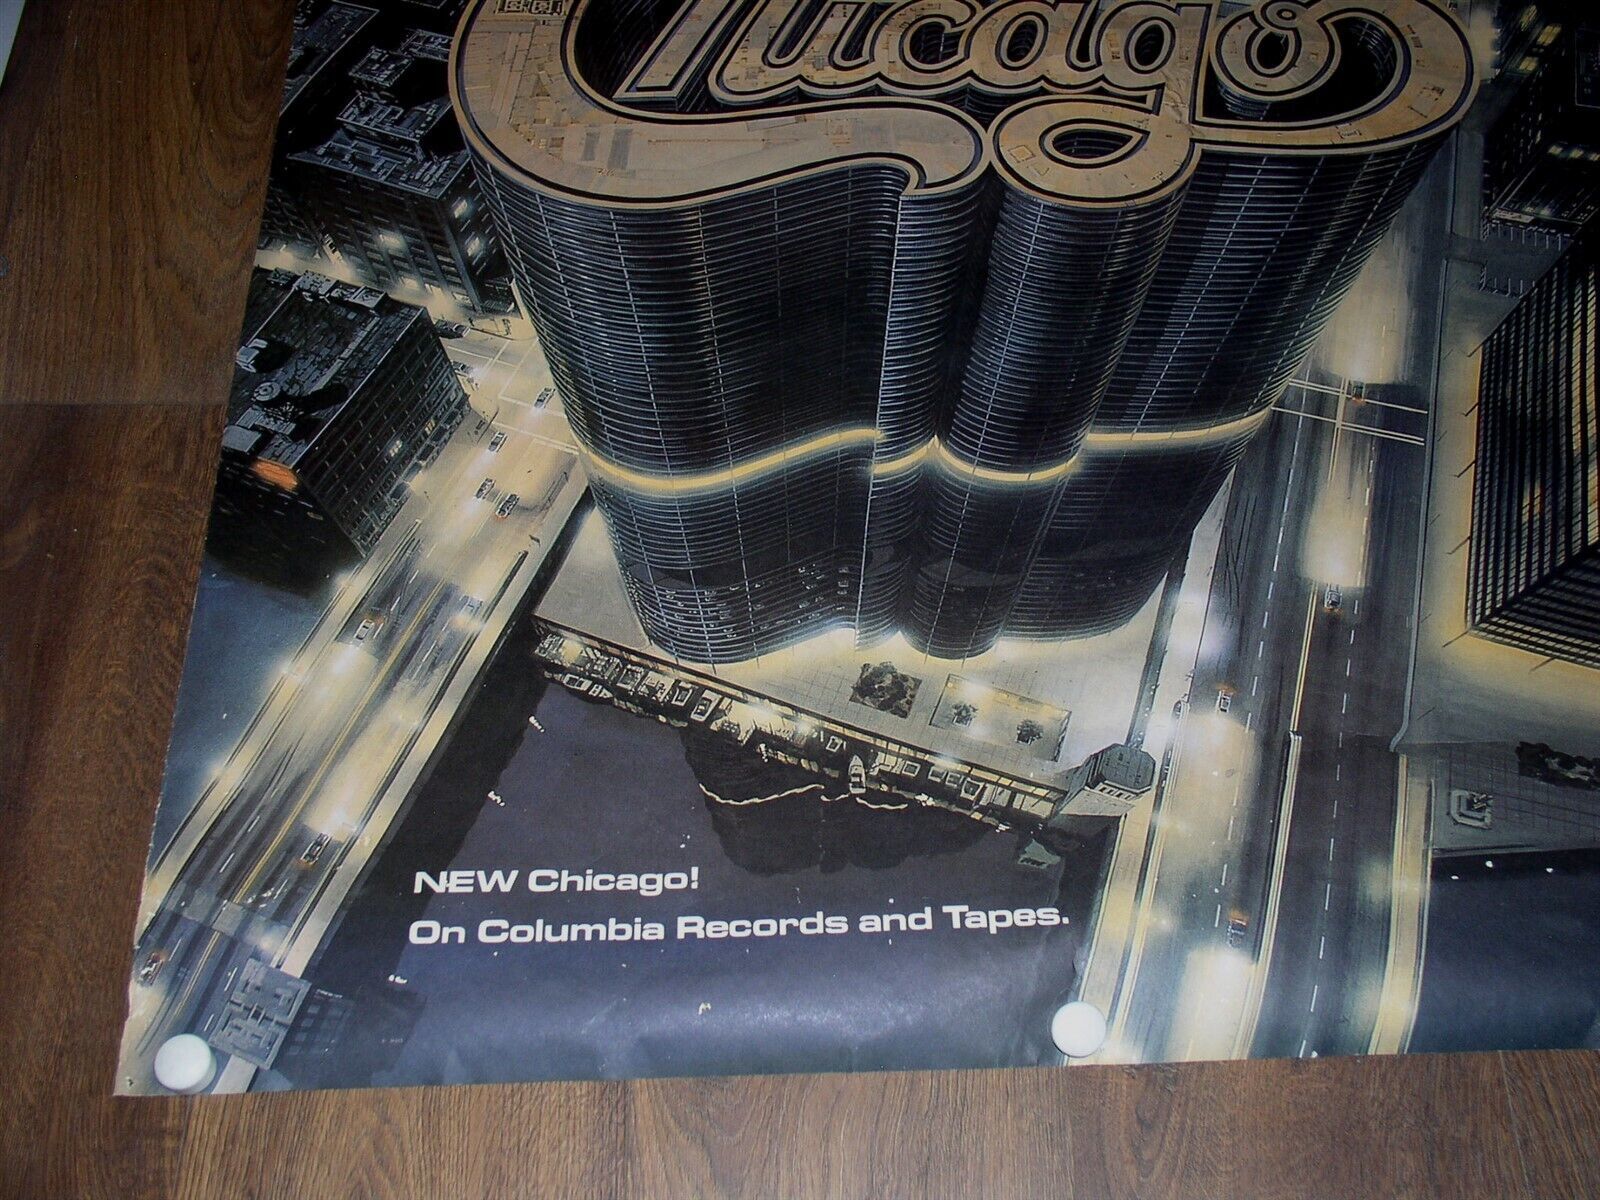 Chicago
NEW Chicago!
On Columbia Records and Tapes.